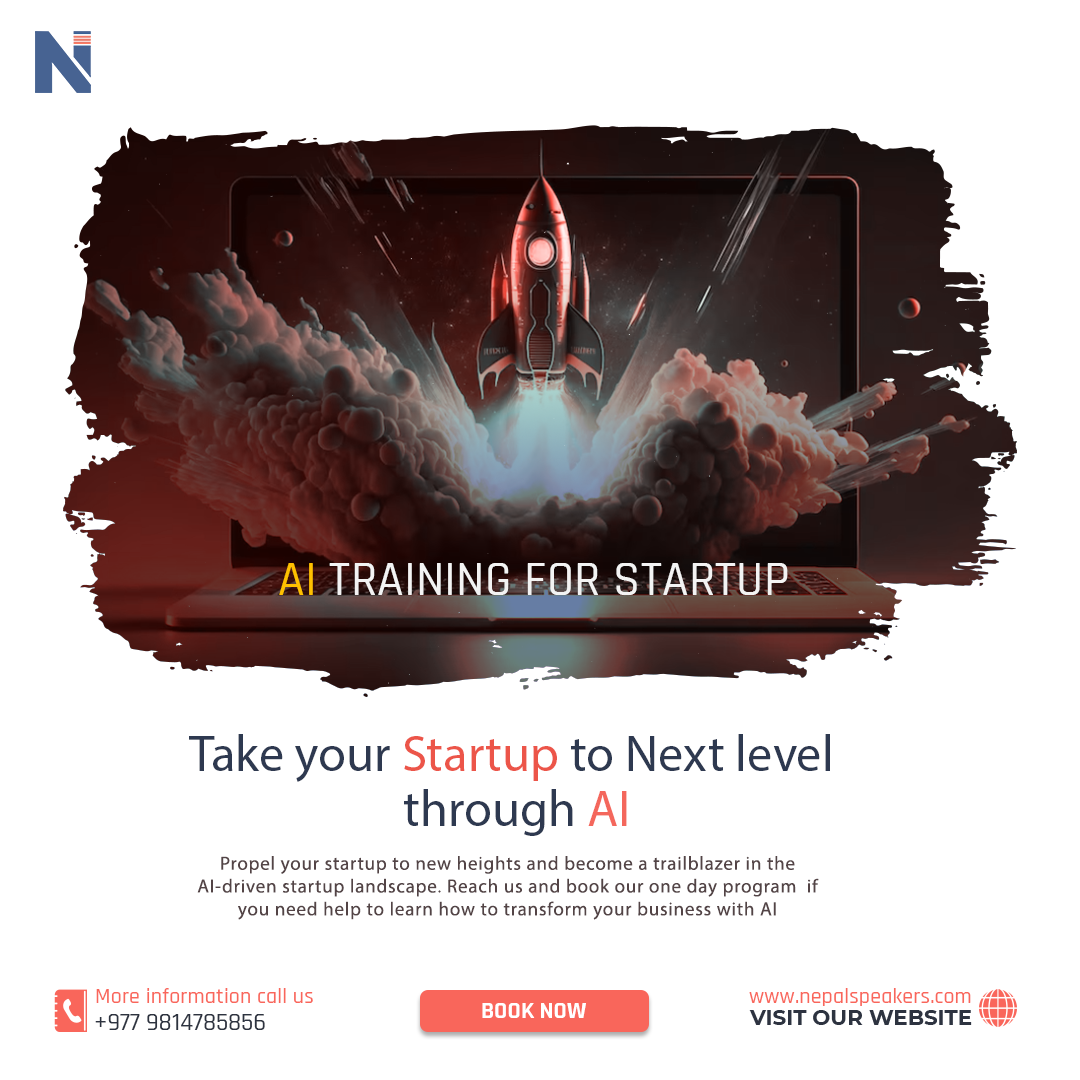 N
AI TRAINING FOR STARTUP
Take your Startup to Next level
through AI
Propel your startup to new heights and become a trailblazer in the
AI-driven startup landscape. Reach us and book our one day program  if
you need help to learn how to transform your business with AI
More information call us
+977 9814785856
BOOK NOW
www.nepalspeakers.com
VISIT OUR WEBSITE